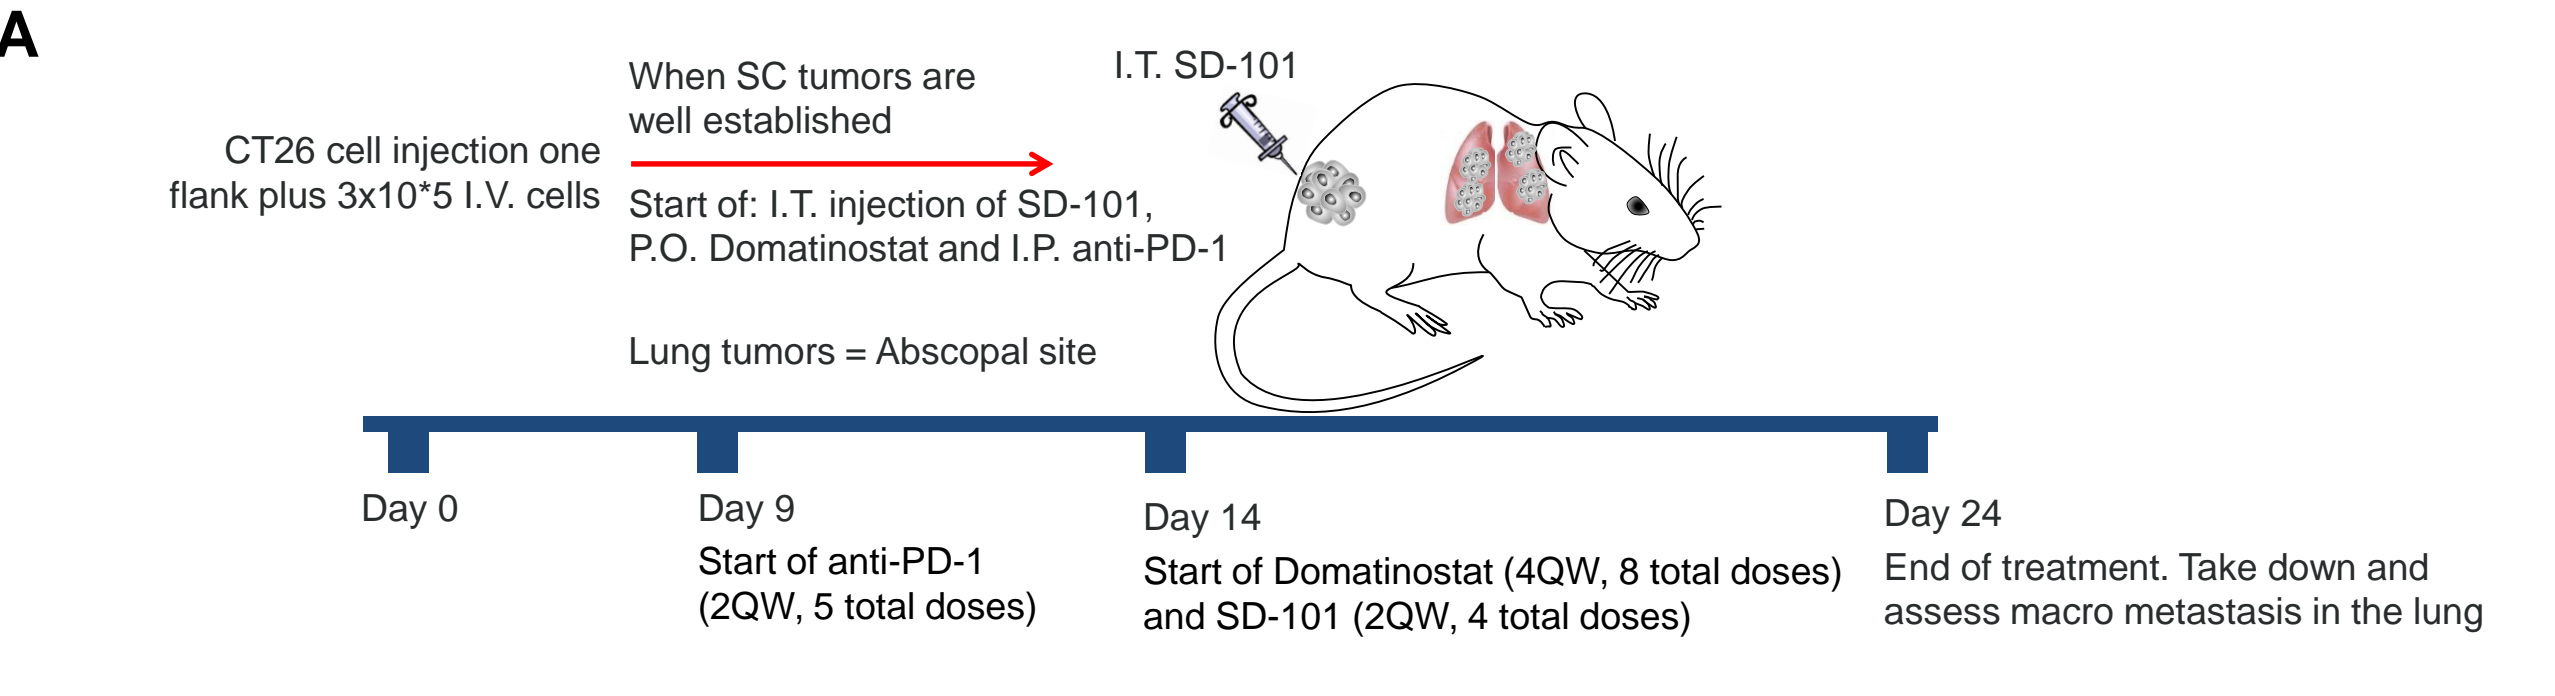 A
CT26 cell injection one
flank plus 3x10*5 I.V. cells
When SC tumors are
well established
Start of: I.T. injection of SD-101,
P.O. Domatinostat and I.P. anti-PD-1
Lung tumors = Abscopal site
I.T. SD-101
Day 0
Day 9
Start of anti-PD-1
(2QW, 5 total doses)
Day 14
Start of Domatinostat (4QW, 8 total doses)
and SD-101 (2QW, 4 total doses)
Day 24
End of treatment. Take down and
assess macro metastasis in the lung